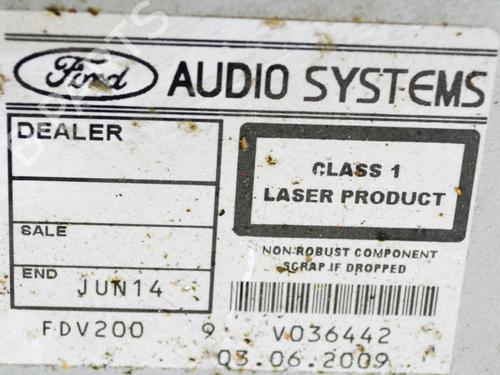 Ford AUDIO SYSTEMS
DEALER
CLASS 1
LASER PRODUCT
SALE
NON-ROBUST COMPONENT
SCRAP IF DROPPED
END
JUN14
FDV200 9 V036442
03.06.2009